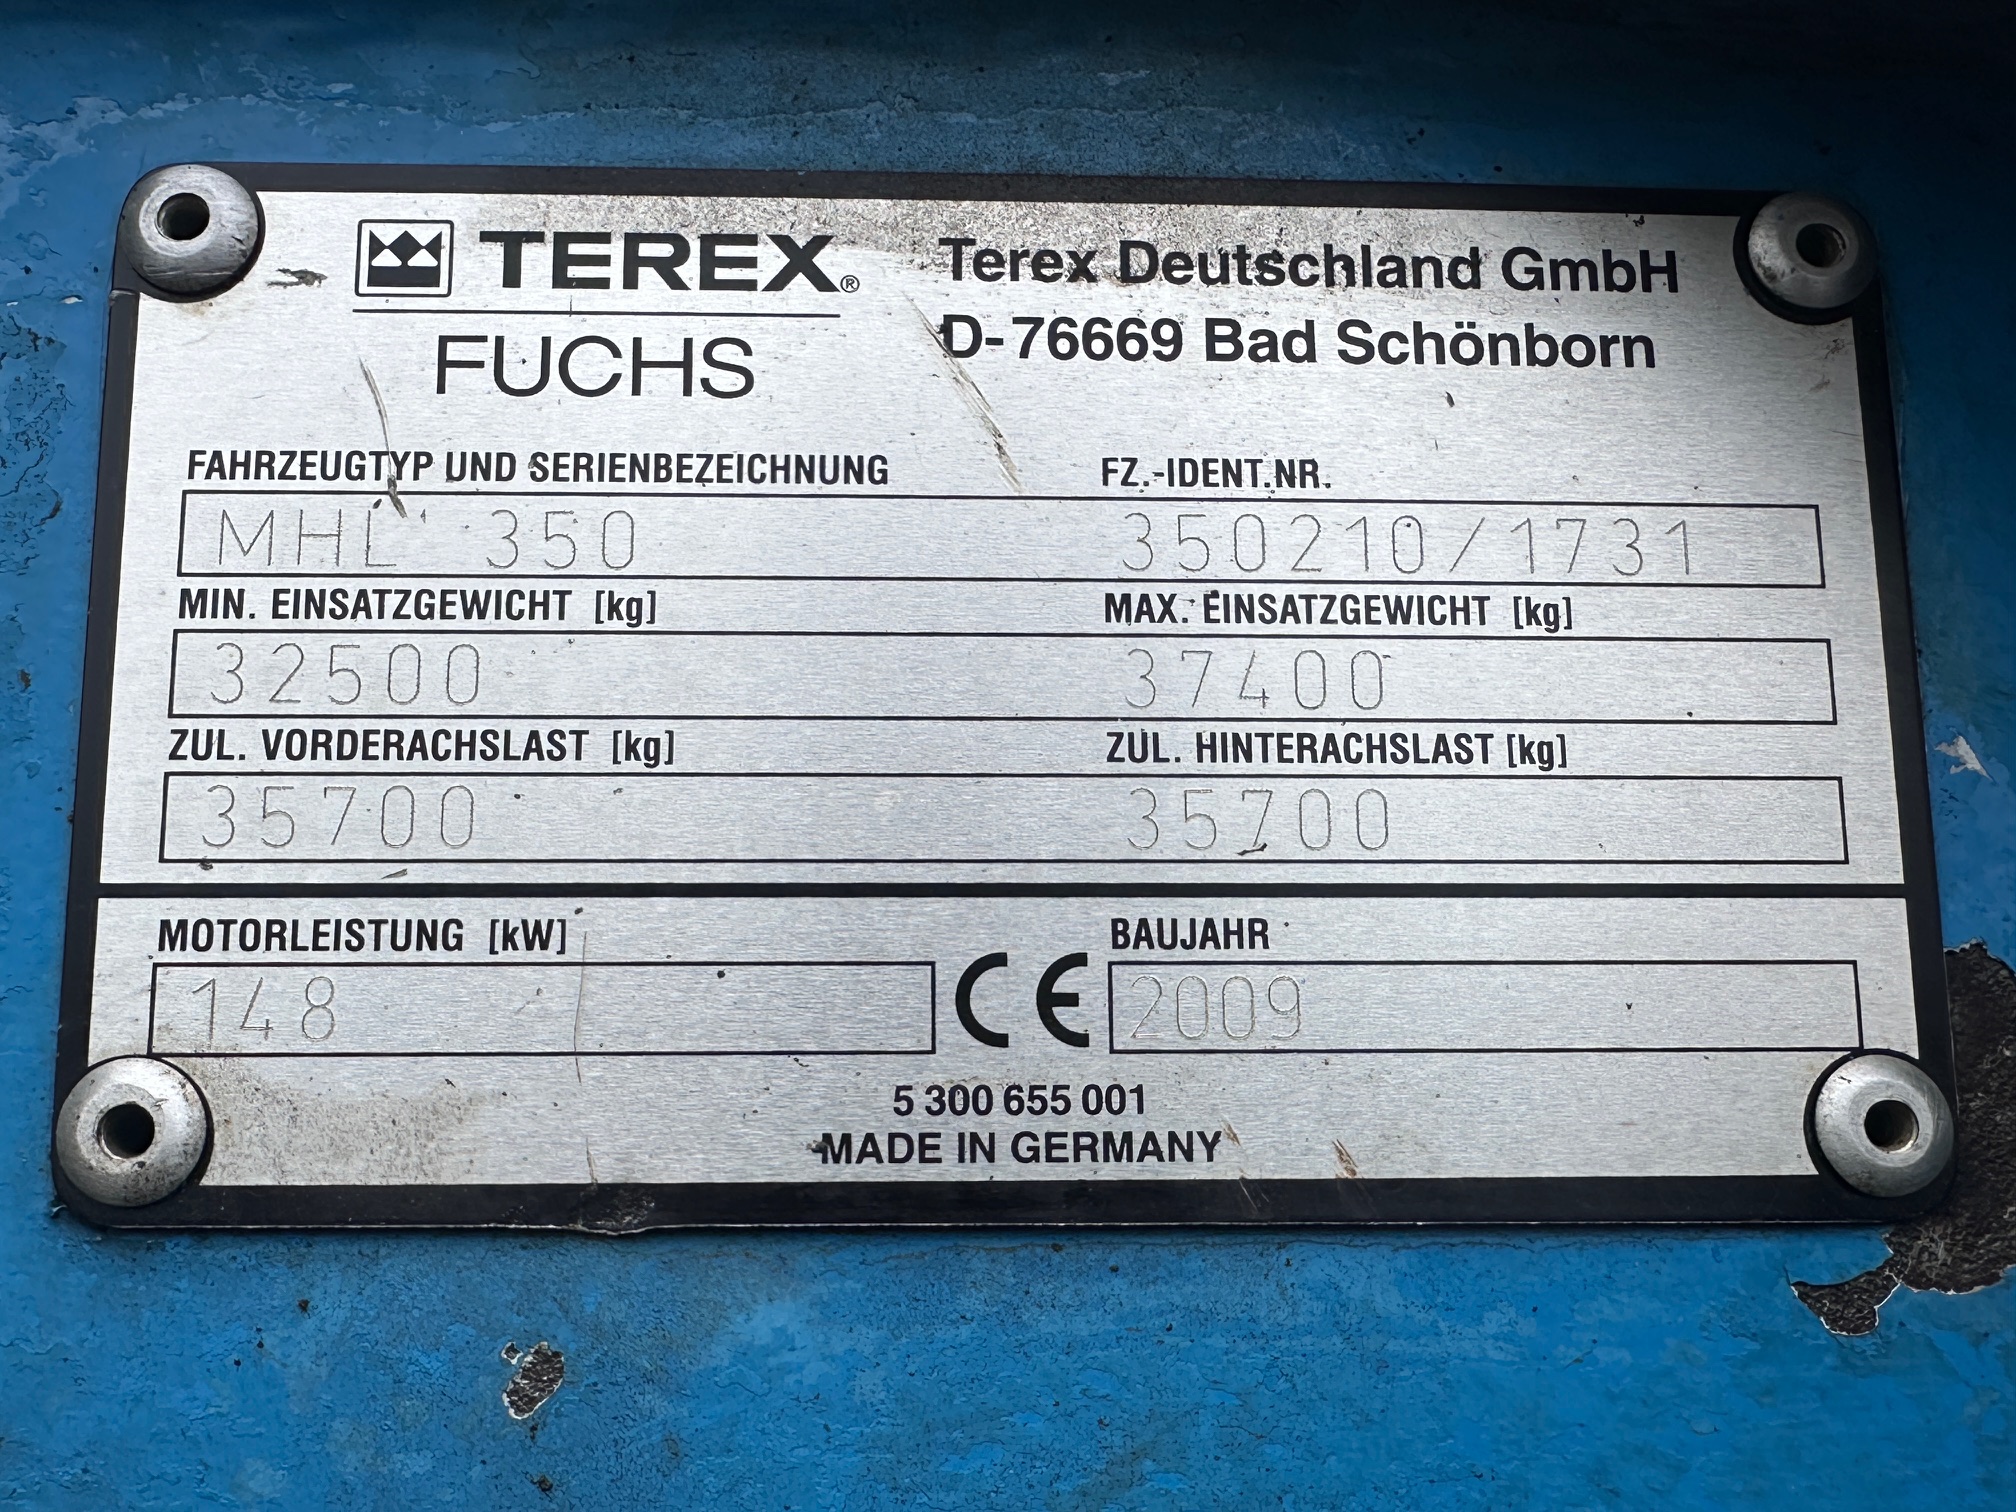 TEREX®
FUCHS
Terex Deutschland GmbH
D-76669 Bad Schönborn
FAHRZEUGTYP UND SERIENBEZEICHNUNG
MHL 350
FZ.-IDENT.NR.
350210/1731
MIN. EINSATZGEWICHT [kg]
32500
MAX. EINSATZGEWICHT [kg]
37400
ZUL. VORDERACHSLAST [kg]
35700
ZUL. HINTERACHSLAST [kg]
35700
MOTORLEISTUNG [kW]
148
CE
BAUJAHR
2009
5 300 655 001
MADE IN GERMANY